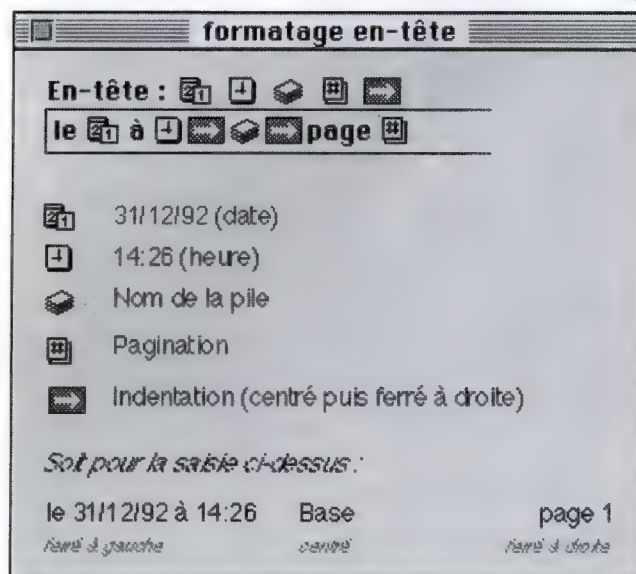 formatage en-tête
En-tête :
le à page
31/12/92 (date)
14:26 (heure)
Nom de la pile
Pagination
Indentation (centré puis ferré à droite)
Soit pour la saisie ci-dessus :
le 31/12/92 à 14:26 Base page 1
ferré à gauche centré ferré à droite